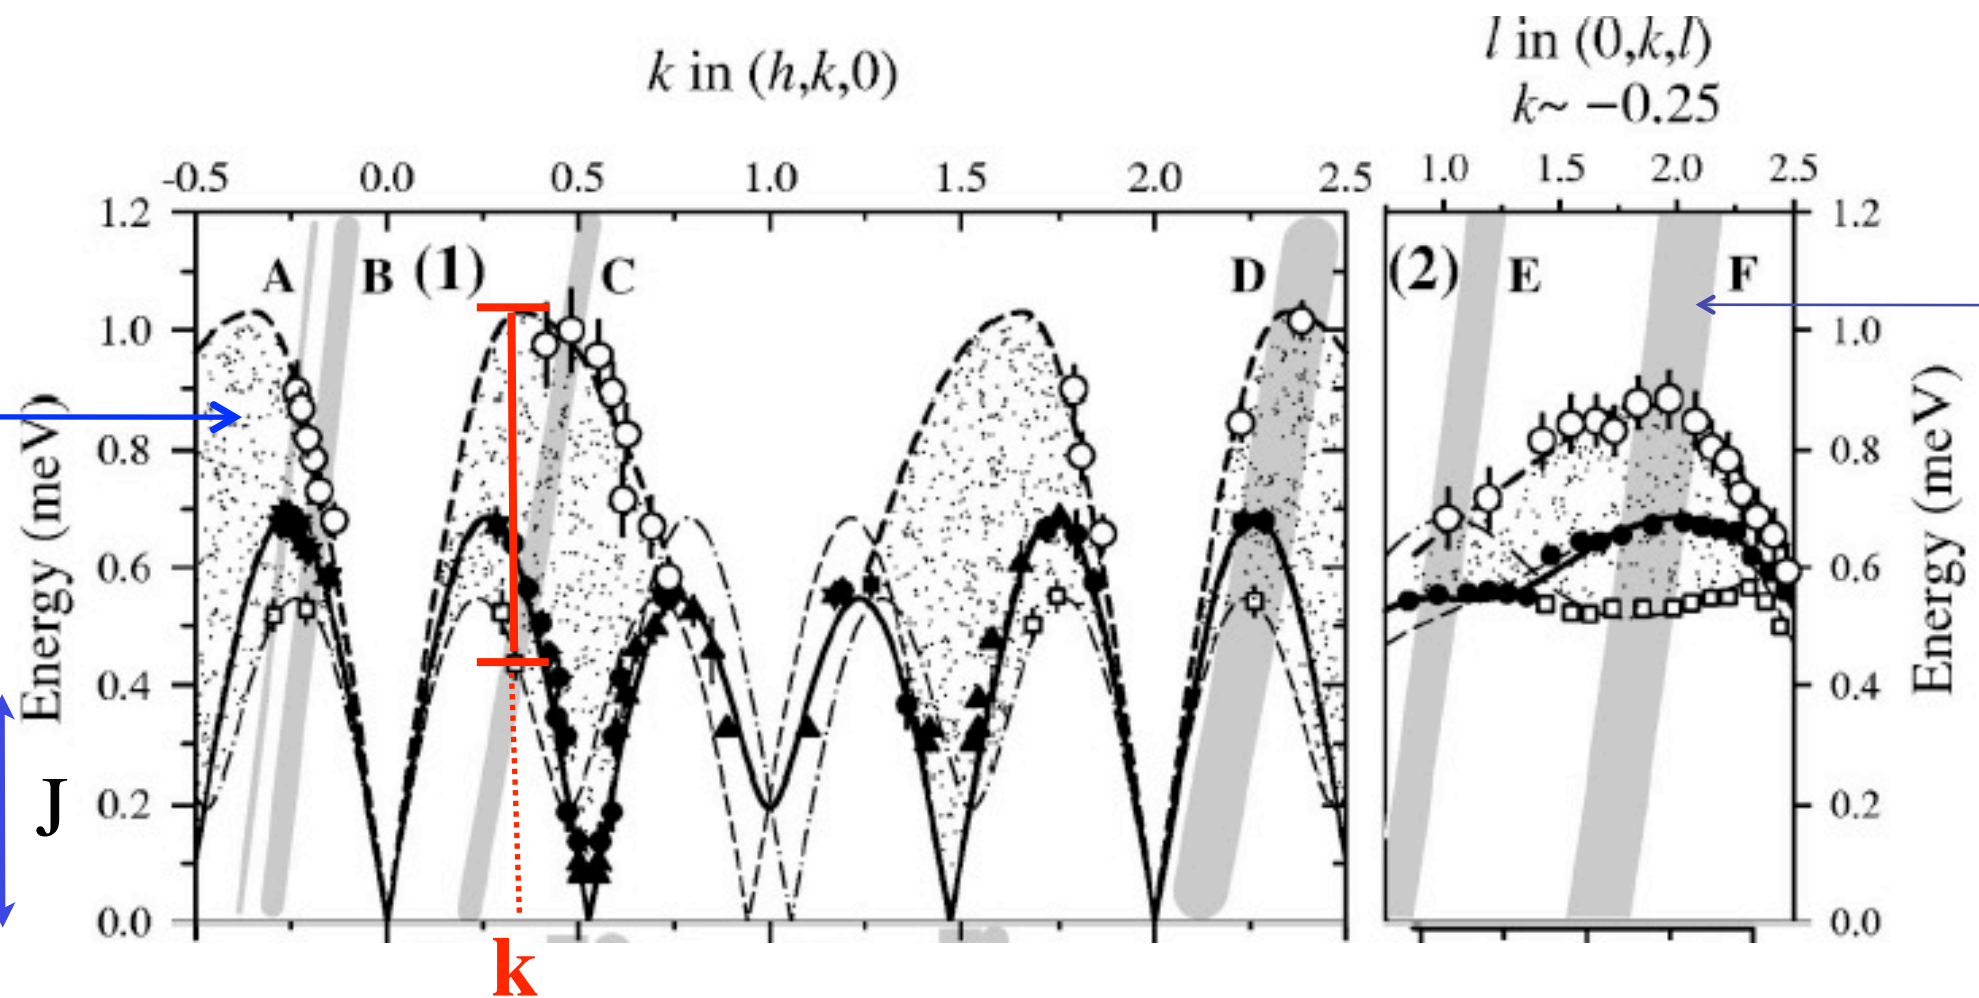 k in (h,k,0)
l in (0,k,l)
k~ −0.25
-0.5 0.0 0.5 1.0 1.5 2.0 2.5
1.0 1.5 2.0 2.5
1.2 1.0 0.8 0.6 0.4 0.2 0.0
Energy (meV)
J
A B (1) C D
(2) E F
1.2 1.0 0.8 0.6 0.4 0.2 0.0
Energy (meV)
k